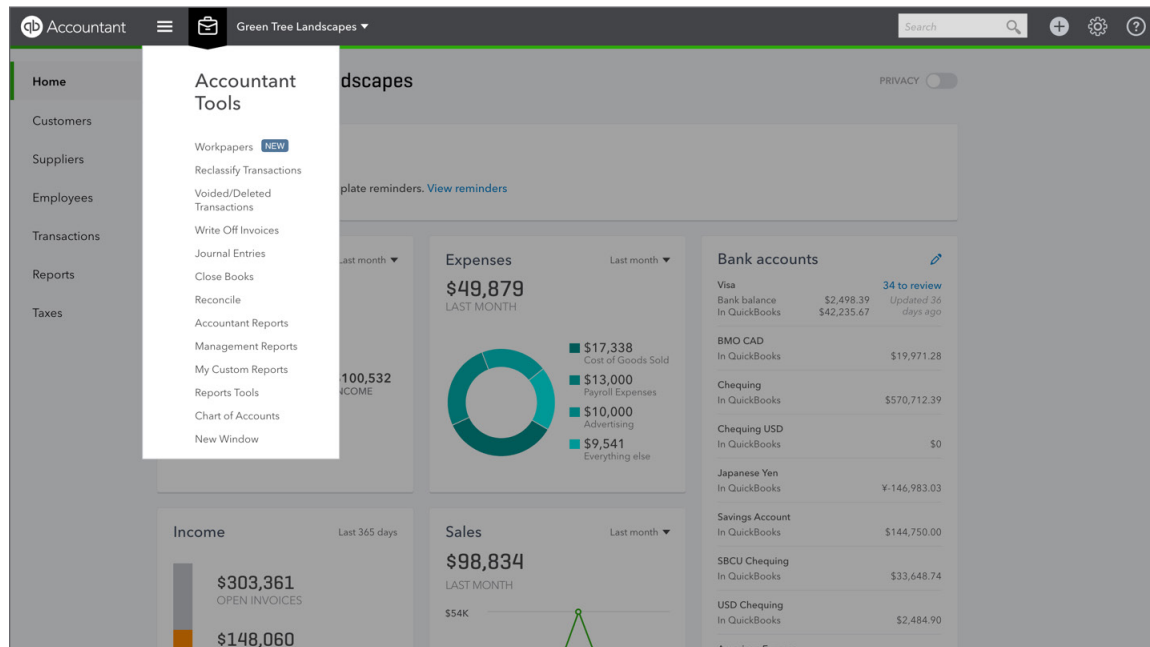 qb Accountant
Green Tree Landscapes
Search
Home
Customers
Suppliers
Employees
Transactions
Reports
Taxes
Accountant
Tools
Workpapers NEW
Reclassify Transactions
Voided/Deleted
Transactions
Write Off Invoices
Journal Entries
Close Books
Reconcile
Accountant Reports
Management Reports
My Custom Reports
Reports Tools
Chart of Accounts
New Window
dscapes
PRIVACY
plate reminders. View reminders
Last month
100,532
Expenses
Last month
$49,879
LAST MONTH
$17,338
Cost of Goods Sold
$13,000
Payroll Expenses
$10,000
Advertising
$9,541
Everything else
Bank accounts
Visa 34 to review
Bank balance $2,498.39 Updated 36
In QuickBooks $42,235.67 days ago
BMO CAD
In QuickBooks $19,971.28
Chequing
In QuickBooks $570,712.39
Chequing USD
In QuickBooks $0
Japanese Yen
In QuickBooks ¥-146,983.03
Savings Account
In QuickBooks $144,750.00
SBCU Chequing
In QuickBooks $33,648.74
USD Chequing
In QuickBooks $2,484.90
Income
Last 365 days
$303,361
OPEN INVOICES
$148,060
Sales
Last month
$98,834
LAST MONTH
$54K